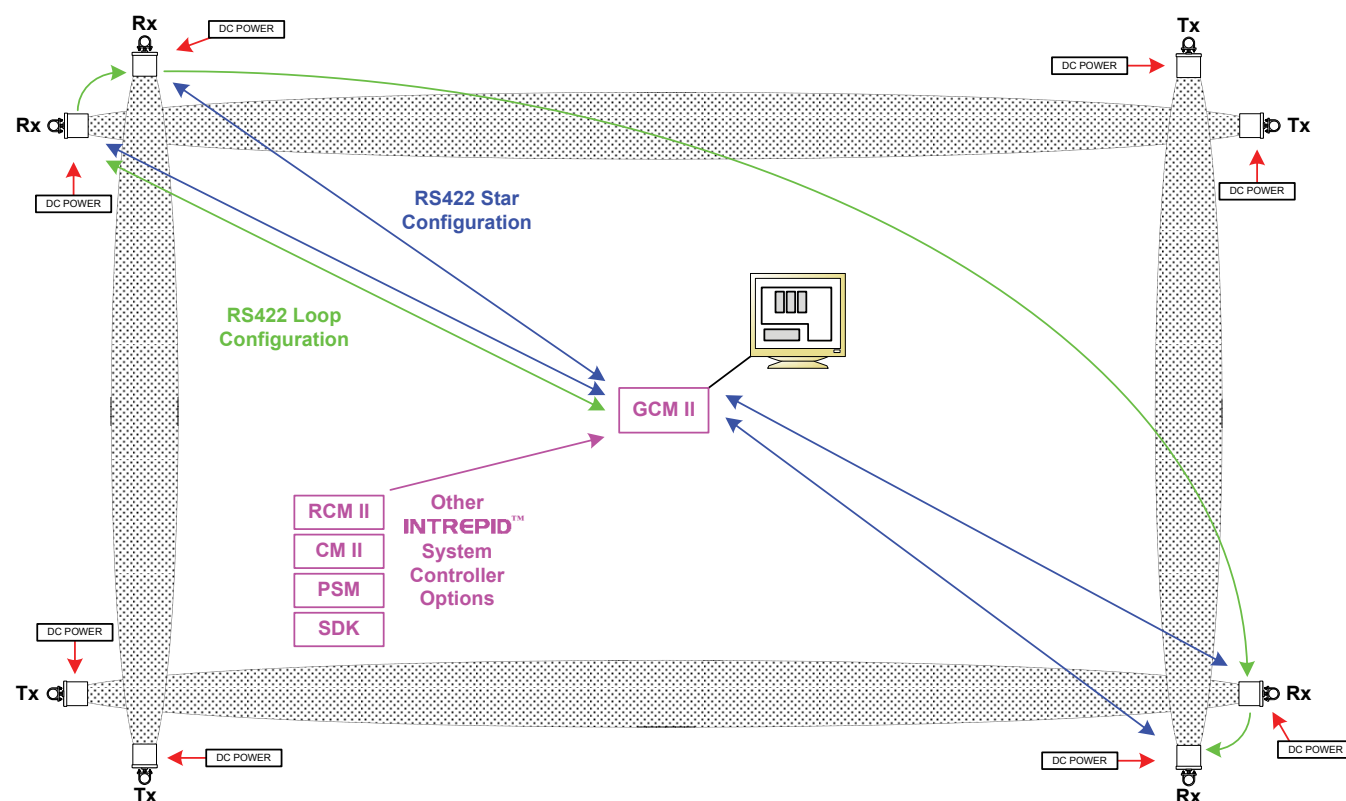 Rx
DC POWER
Tx
DC POWER
Rx
DC POWER
Tx
DC POWER
RS422 Star
Configuration
RS422 Loop
Configuration
GCM II
RCM II
CM II
PSM
SDK
Other
INTREPID™
System
Controller
Options
DC POWER
Tx
DC POWER
Tx
Rx
DC POWER
DC POWER
Rx